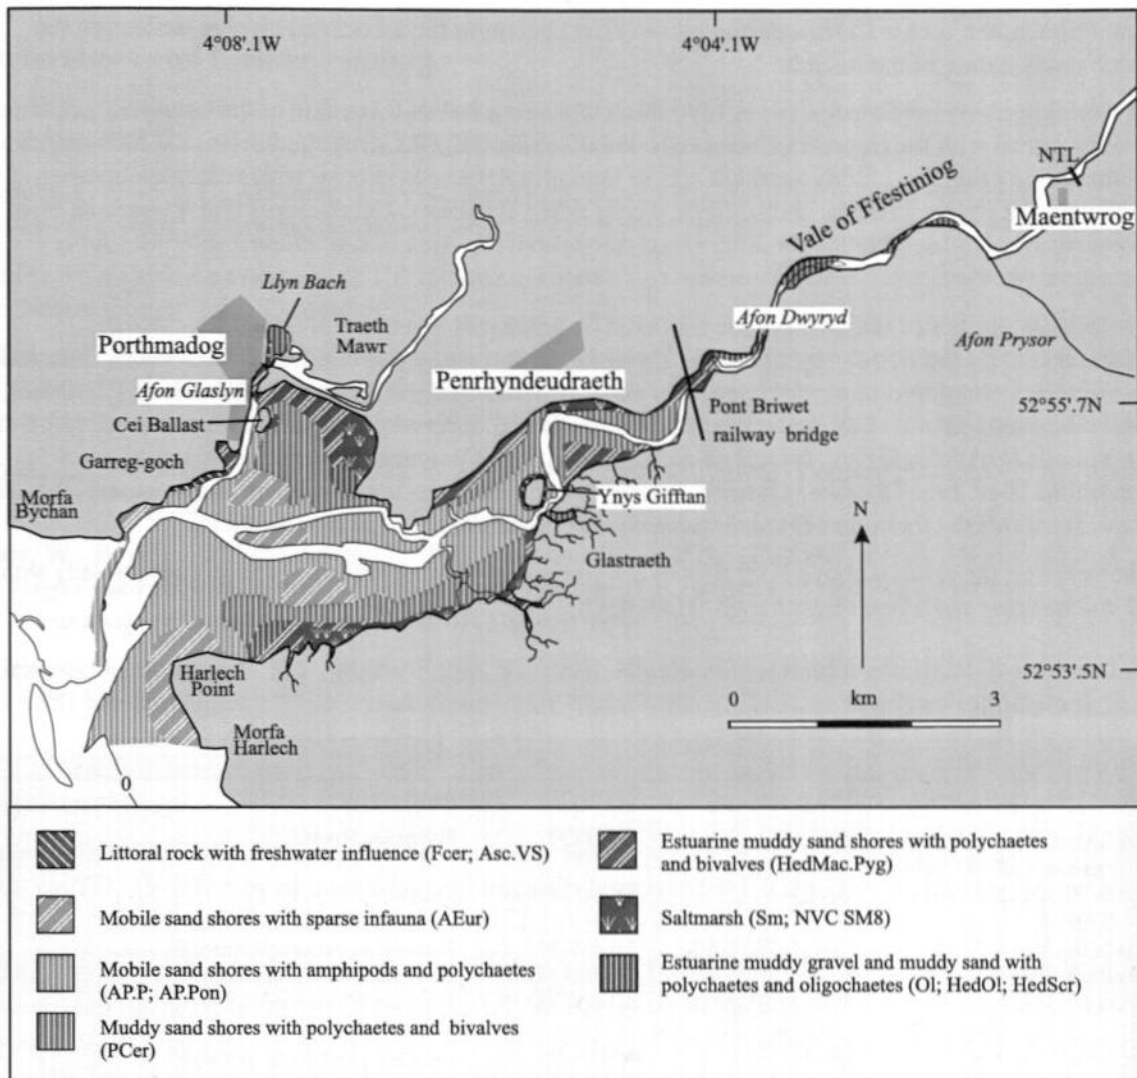 4°08'.1W
4°04'.1W
NTL
Maentwrog
Vale of Ffestiniog
Llyn Bach
Traeth
Mawr
Porthmadog
Afon Dwyryd
Afon Prysor
Afon Glaslyn
Penrhyndeudraeth
52°55'.7N
Cei Ballast
Pont Briwet
railway bridge
Garreg-goch
Ynys Gifftan
Morfa
Bychan
N
Glastraeth
Harlech
Point
52°53'.5N
0 km 3
Morfa
Harlech
0
Littoral rock with freshwater influence (Fcer; Asc.VS)
Mobile sand shores with sparse infauna (AEur)
Mobile sand shores with amphipods and polychaetes
(AP.P; AP.Pon)
Muddy sand shores with polychaetes and bivalves
(PCer)
Estuarine muddy sand shores with polychaetes
and bivalves (HedMac.Pyg)
Saltmarsh (Sm; NVC SM8)
Estuarine muddy gravel and muddy sand with
polychaetes and oligochaetes (Ol; HedOl; HedScr)